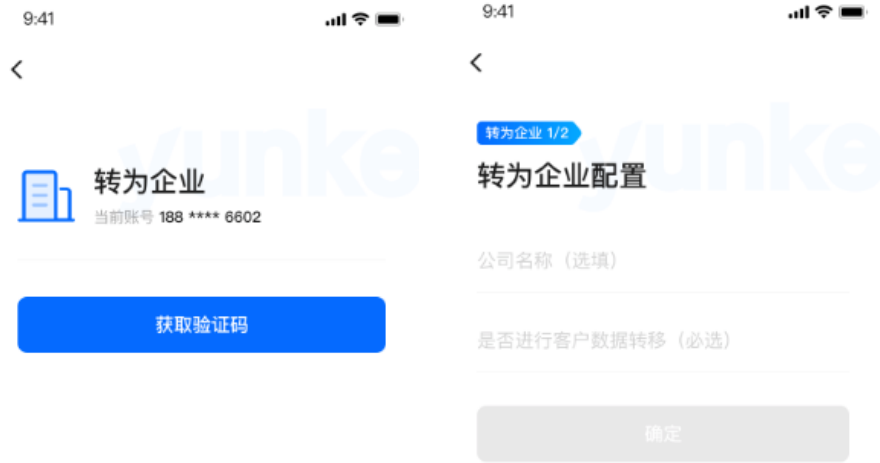 9:41
yunke
转为企业
当前账号 188 **** 6602
获取验证码
9:41
yunke
转为企业 1/2
转为企业配置
公司名称（选填）
是否进行客户数据转移（必选）
确定